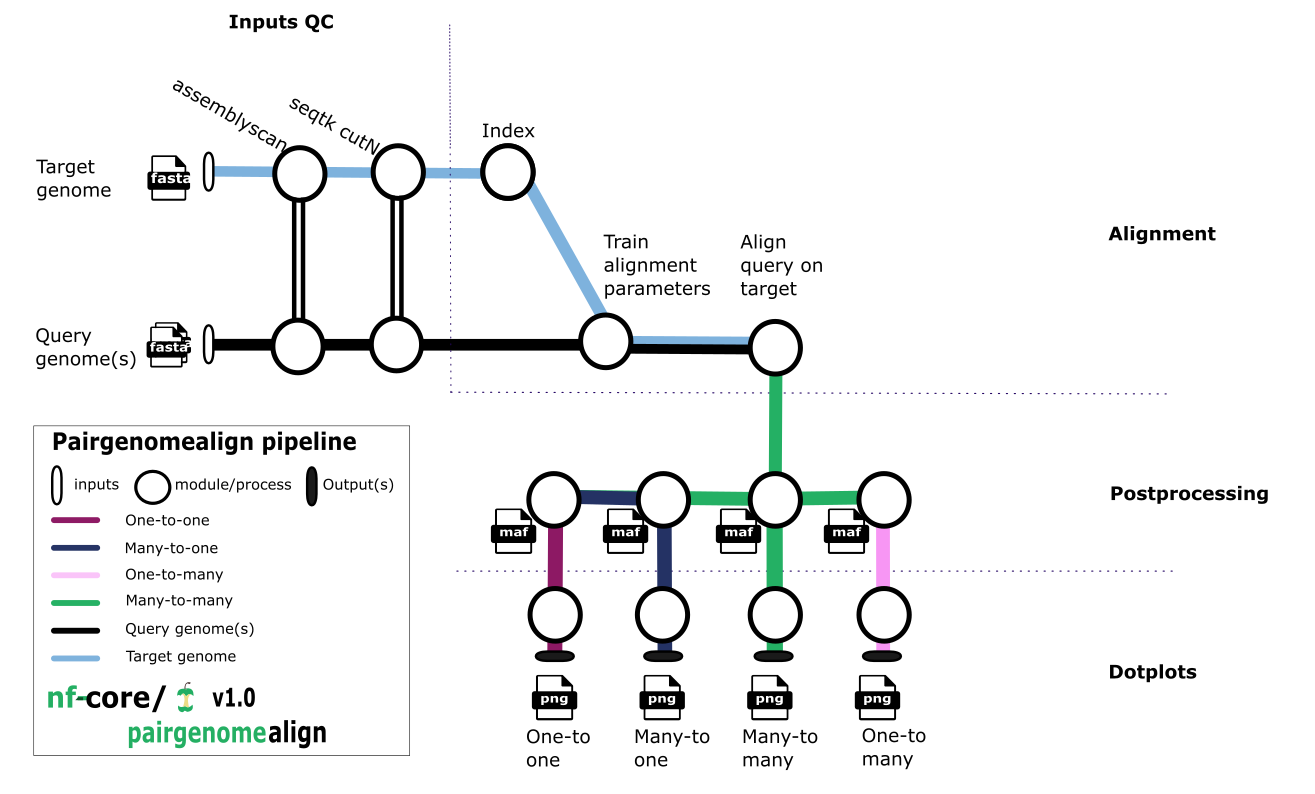 Inputs QC
assemblyscan
seqtk cutN
Index
Target
genome
fasta
Train
alignment
parameters
Align
query on
target
Alignment
Query
genome(s)
fasta
Pairgenomealign pipeline
inputs
module/process
Output(s)
One-to-one
Many-to-one
One-to-many
Many-to-many
Query genome(s)
Target genome
nf-core/ v1.0
pairgenomealign
Postprocessing
maf
maf
maf
maf
Dotplots
png
png
png
png
One-to
one
Many-to
one
Many-to
many
One-to
many